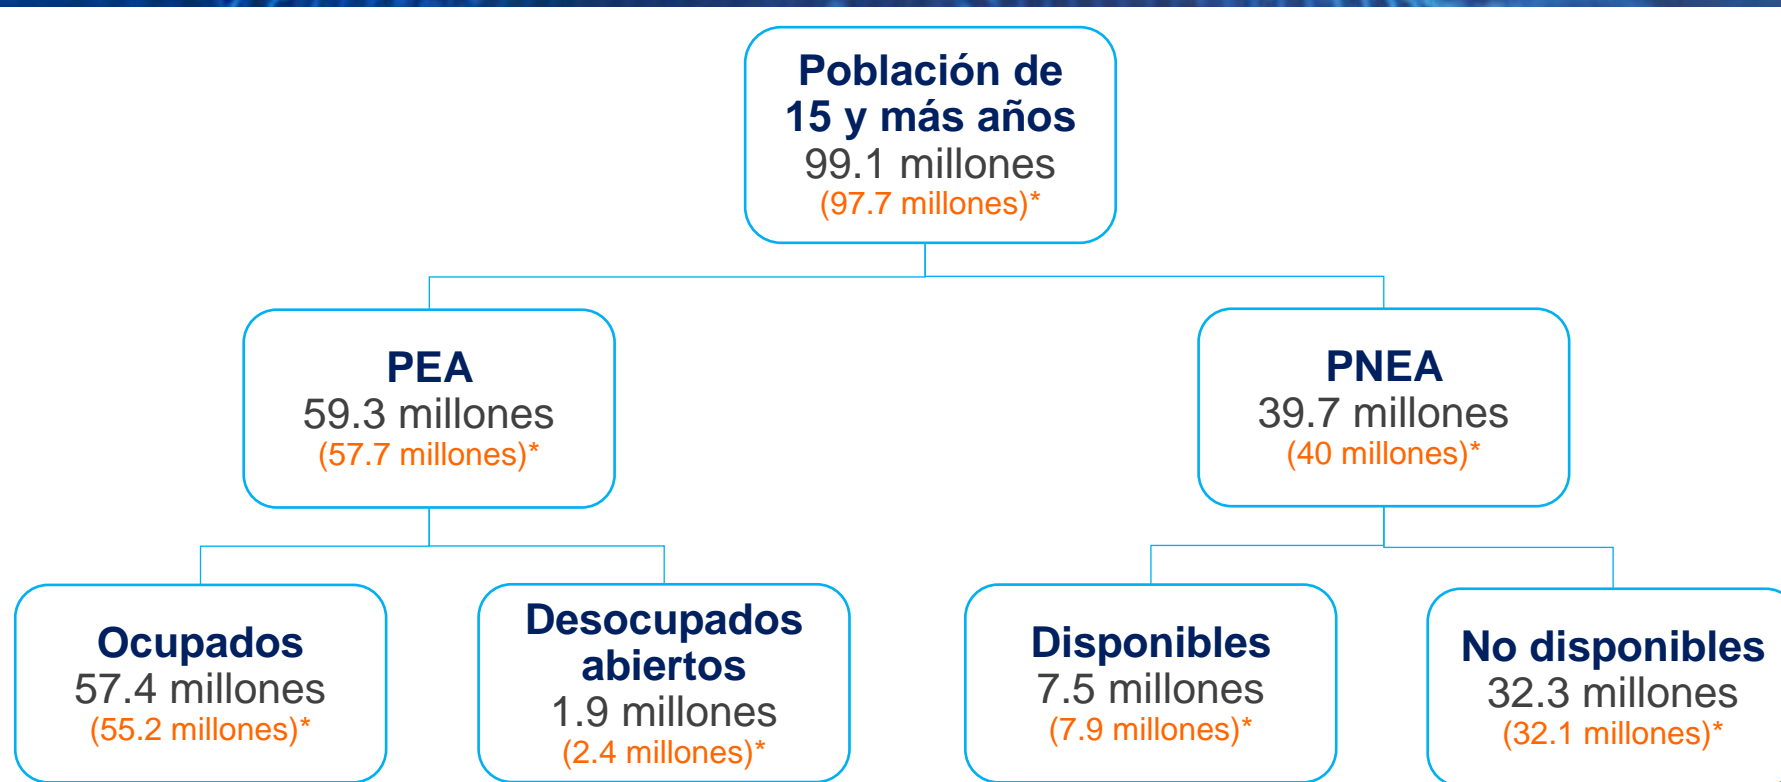 Población de
15 y más años
99.1 millones
(97.7 millones)*
PEA
59.3 millones
(57.7 millones)*
PNEA
39.7 millones
(40 millones)*
Ocupados
57.4 millones
(55.2 millones)*
Desocupados
abiertos
1.9 millones
(2.4 millones)*
Disponibles
7.5 millones
(7.9 millones)*
No disponibles
32.3 millones
(32.1 millones)*